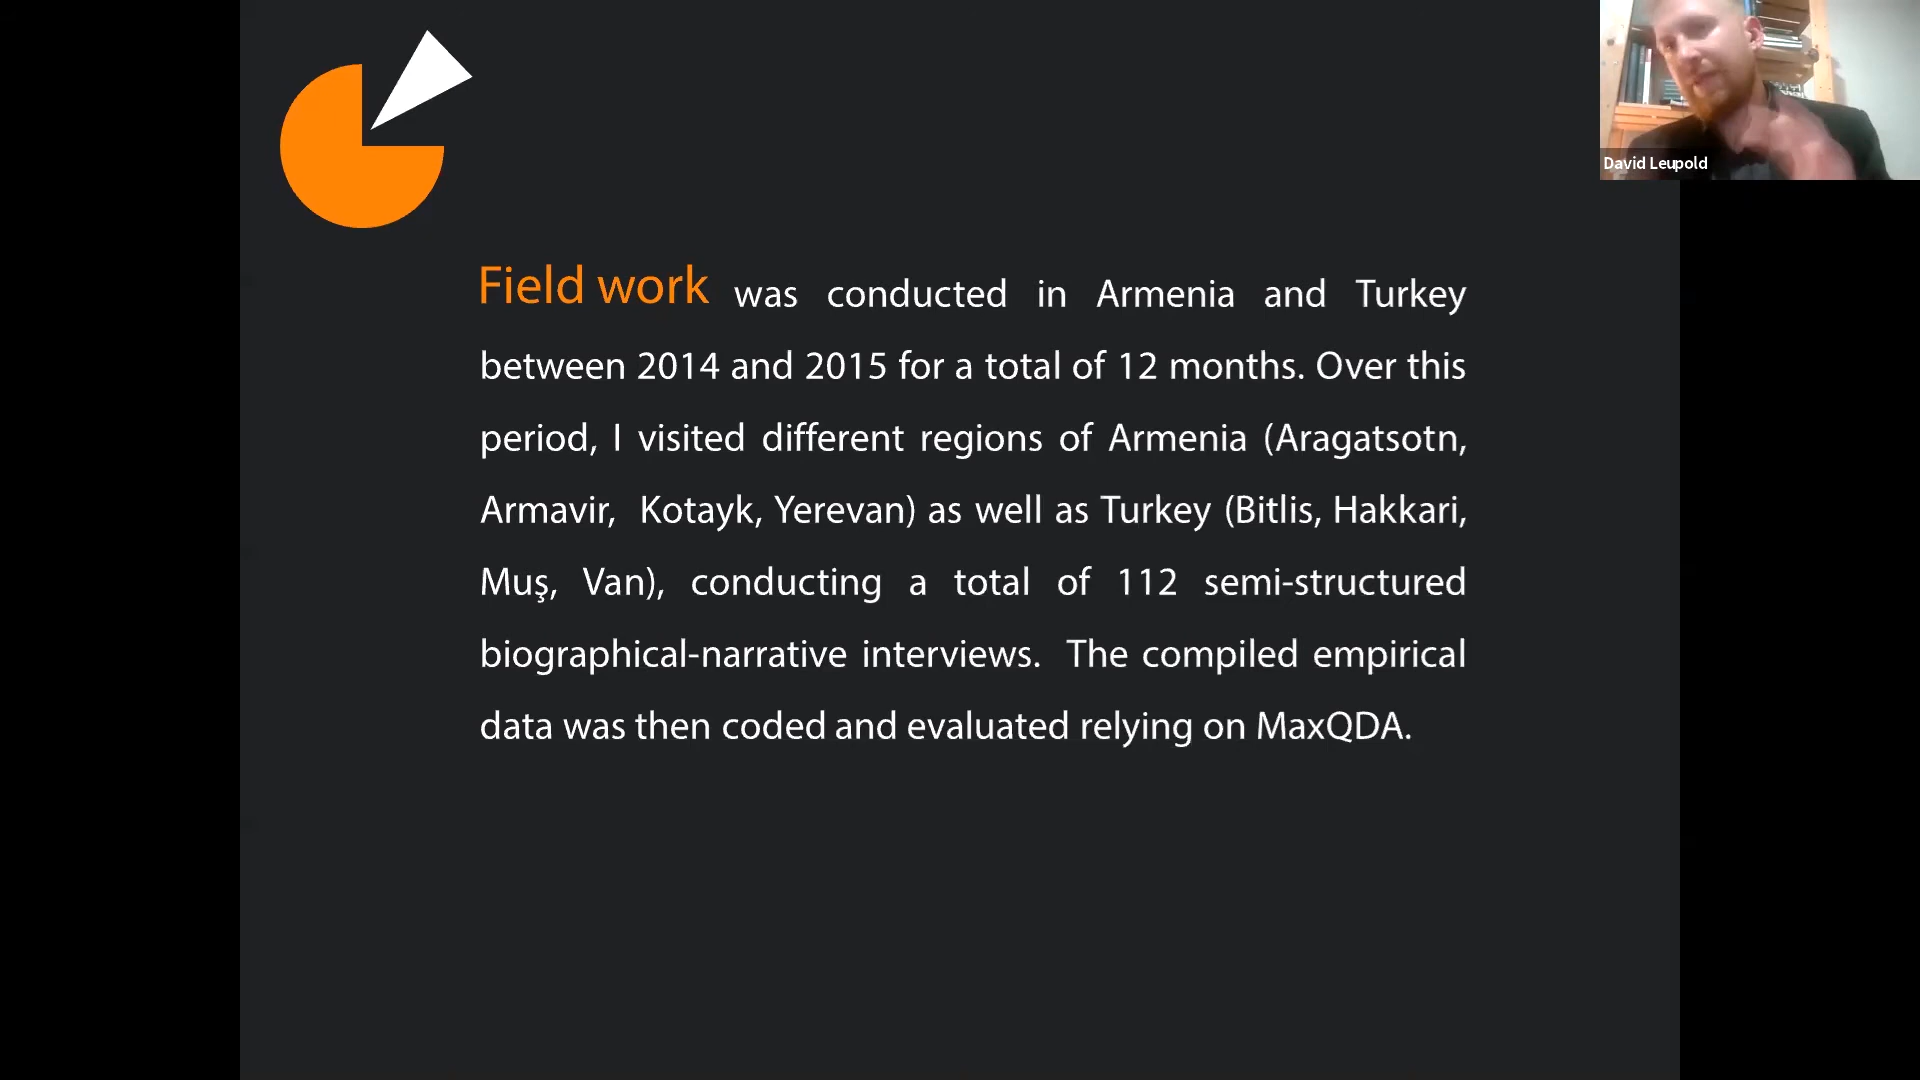 David Leupold
Field work was conducted in Armenia and Turkey
between 2014 and 2015 for a total of 12 months. Over this
period, I visited different regions of Armenia (Aragatsotn,
Armavir, Kotayk, Yerevan) as well as Turkey (Bitlis, Hakkari,
Muş, Van), conducting a total of 112 semi-structured
biographical-narrative interviews. The compiled empirical
data was then coded and evaluated relying on MaxQDA.